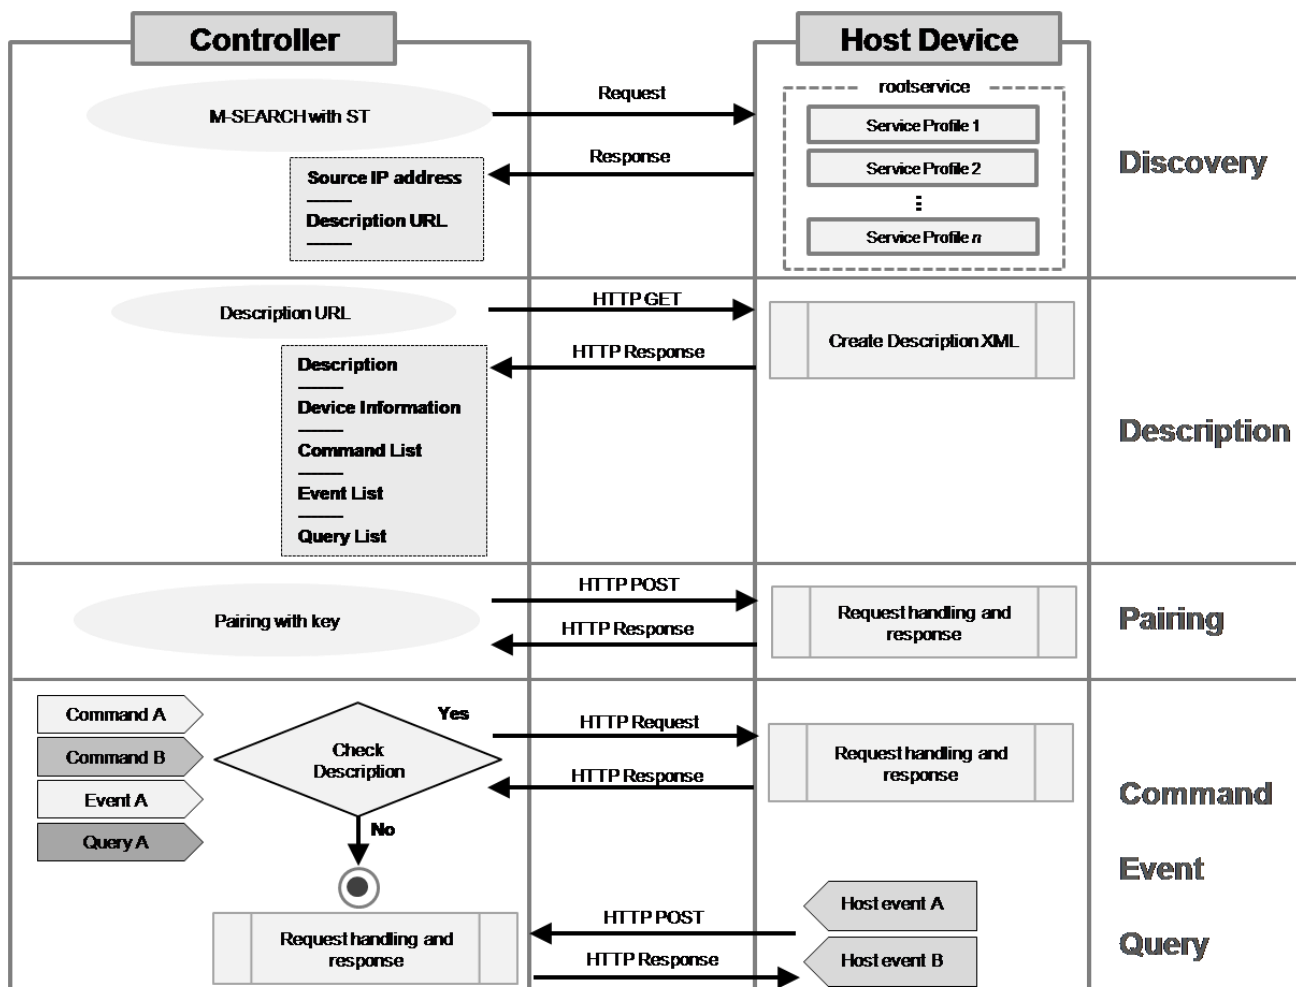 Controller
Host Device
M-SEARCH with ST
Request
rootservice
Service Profile 1
Response
Service Profile 2
Source IP address
Description URL
⋮
Service Profile n
Discovery
Description URL
HTTP GET
HTTP Response
Create Description XML
Description
Device Information
Command List
Event List
Query List
Description
Pairing with key
HTTP POST
HTTP Response
Request handling and
response
Pairing
Command A
Command B
Event A
Query A
Check
Description
Yes
No
HTTP Request
HTTP Response
Request handling and
response
Command
Event
Query
Host event A
Host event B
HTTP POST
HTTP Response
Request handling and
response